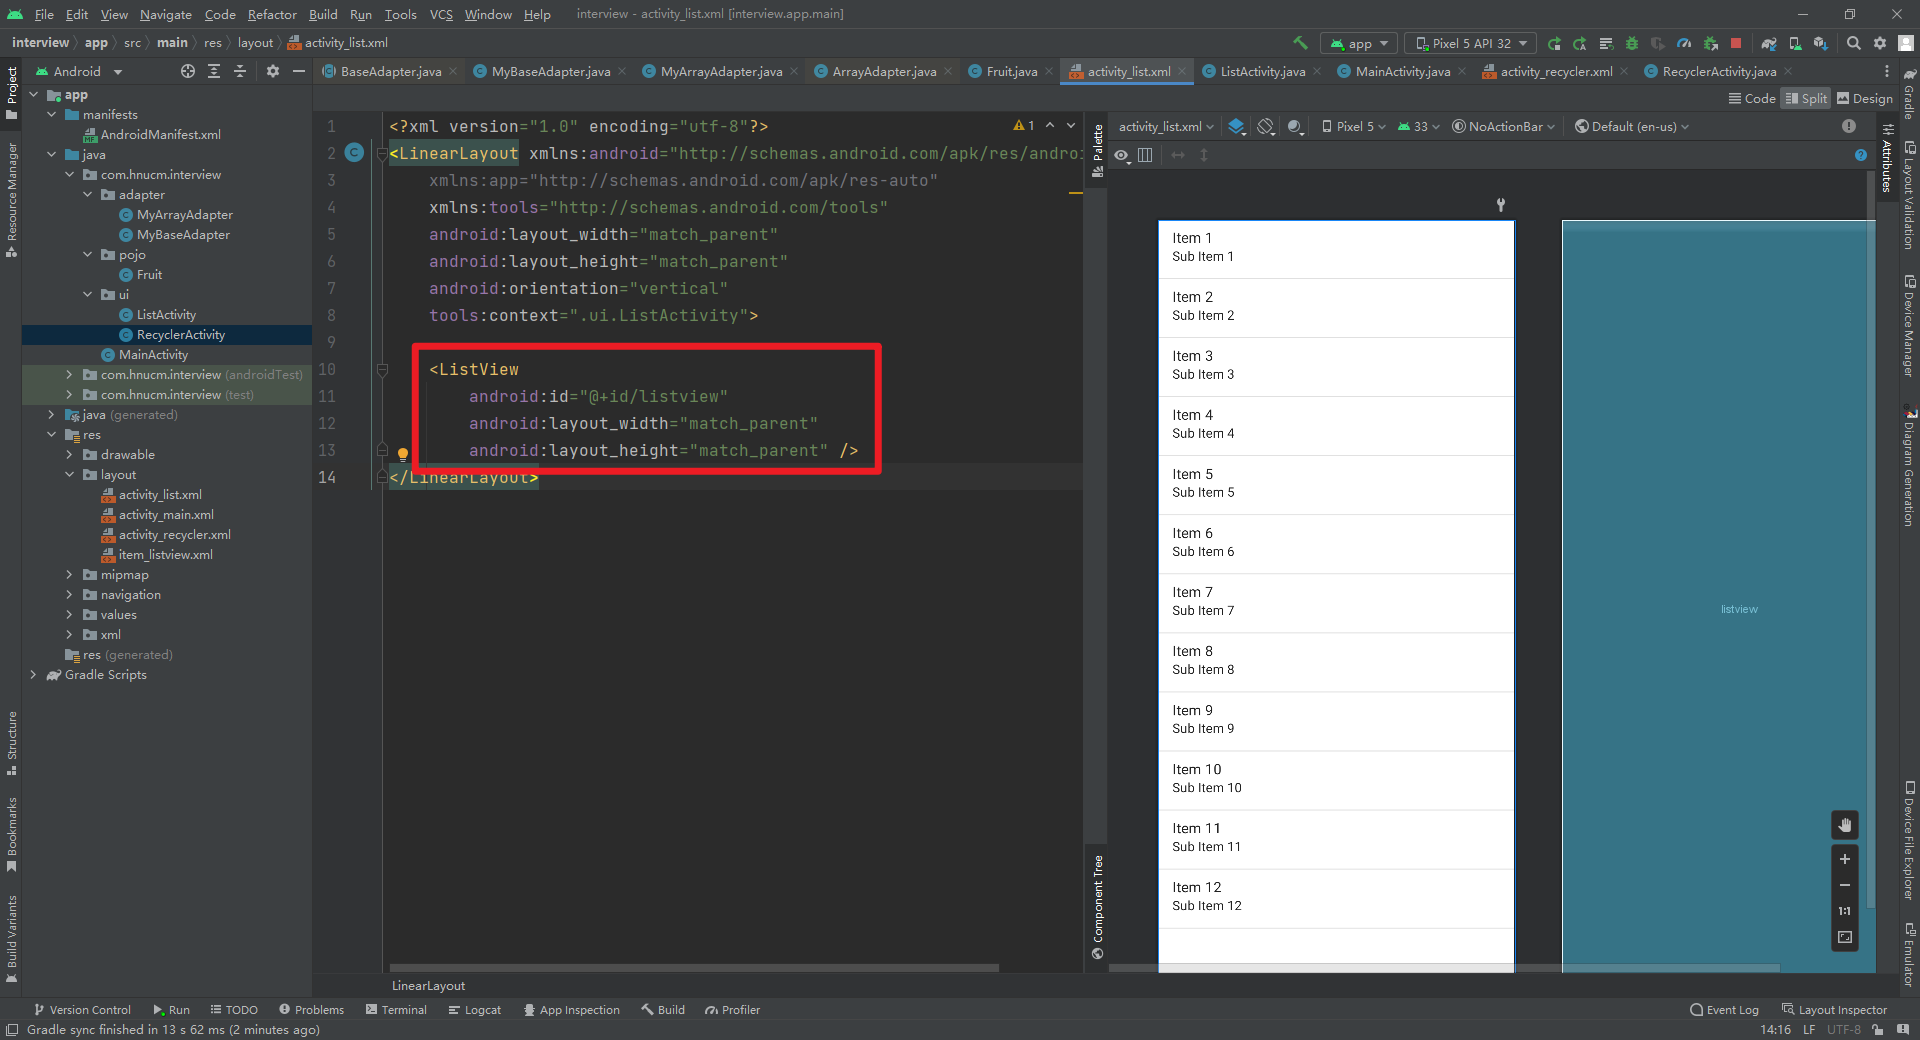 File Edit View Navigate Code Refactor Build Run Tools VCS Window Help interview - activity_list.xml [interview.app.main]
interview app src main res layout activity_list.xml
app Pixel 5 API 32
Project
Android
BaseAdapter.java MyBaseAdapter.java MyArrayAdapter.java ArrayAdapter.java Fruit.java activity_list.xml ListActivity.java MainActivity.java activity_recycler.xml RecyclerActivity.java
Code Split Design
app
manifests
AndroidManifest.xml
java
com.hnucm.interview
adapter
MyArrayAdapter
MyBaseAdapter
pojo
Fruit
ui
ListActivity
RecyclerActivity
MainActivity
com.hnucm.interview (androidTest)
com.hnucm.interview (test)
java (generated)
res
drawable
layout
activity_list.xml
activity_main.xml
activity_recycler.xml
item_listview.xml
mipmap
navigation
values
xml
res (generated)
Gradle Scripts
Resource Manager
Structure
Bookmarks
Build Variants
1 <?xml version="1.0" encoding="utf-8"?>
2 <LinearLayout xmlns:android="http://schemas.android.com/apk/res/andro
3 xmlns:app="http://schemas.android.com/apk/res-auto"
4 xmlns:tools="http://schemas.android.com/tools"
5 android:layout_width="match_parent"
6 android:layout_height="match_parent"
7 android:orientation="vertical"
8 tools:context=".ui.ListActivity">
9
10 <ListView
11 android:id="@+id/listview"
12 android:layout_width="match_parent"
13 android:layout_height="match_parent" />
14 </LinearLayout>
1
LinearLayout
Palette
Component Tree
activity_list.xml Pixel 5 33 NoActionBar Default (en-us)
Item 1
Sub Item 1
Item 2
Sub Item 2
Item 3
Sub Item 3
Item 4
Sub Item 4
Item 5
Sub Item 5
Item 6
Sub Item 6
Item 7
Sub Item 7
Item 8
Sub Item 8
Item 9
Sub Item 9
Item 10
Sub Item 10
Item 11
Sub Item 11
Item 12
Sub Item 12
listview
1:1
Attributes
Gradle
Layout Validation
Device Manager
Diagram Generation
Device File Explorer
Emulator
Version Control Run TODO Problems Terminal Logcat App Inspection Build Profiler Event Log Layout Inspector
Gradle sync finished in 13 s 62 ms (2 minutes ago) 14:16 LF UTF-8